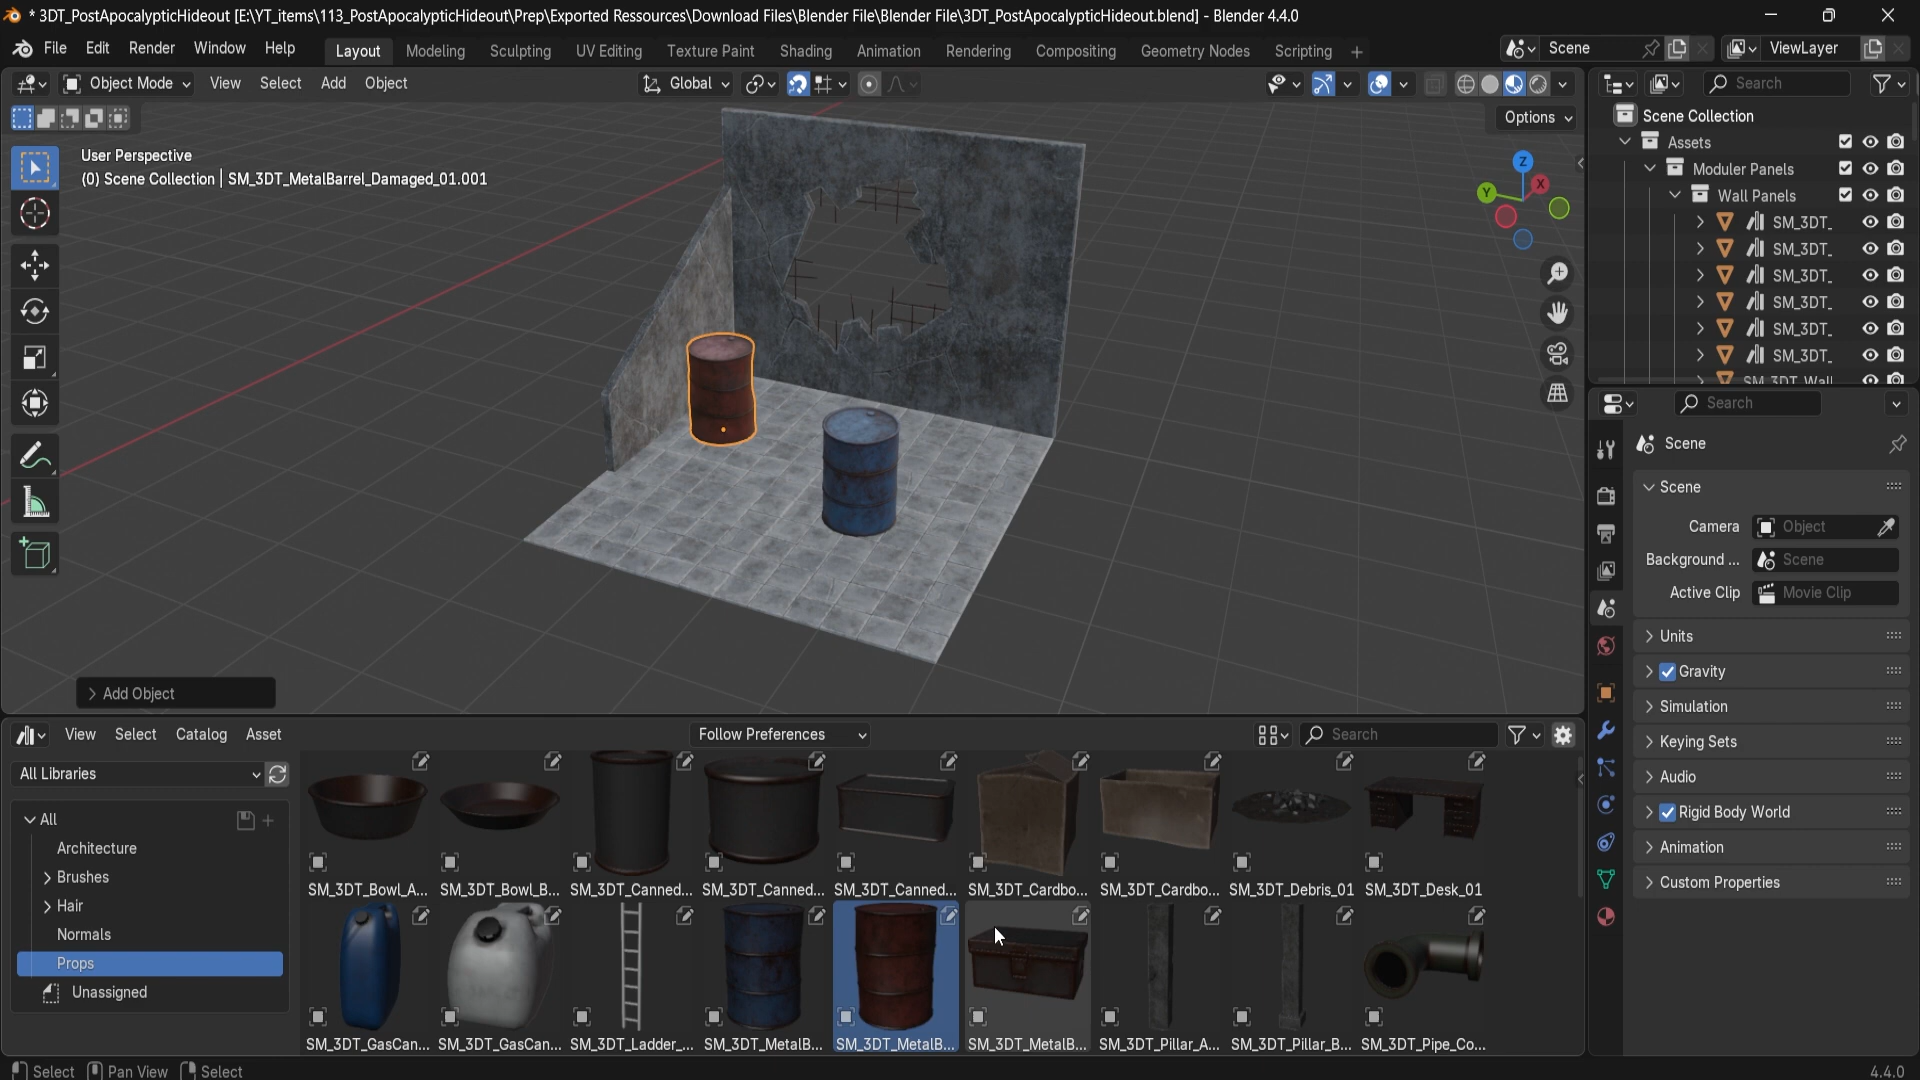 * 3DT_PostApocalypticHideout [E:\YT_items\113_PostApocalypticHideout\Prep\Exported Ressources\Download Files\Blender File\Blender File\3DT_PostApocalypticHideout.blend] - Blender 4.4.0
File Edit Render Window Help Layout Modeling Sculpting UV Editing Texture Paint Shading Animation Rendering Compositing Geometry Nodes Scripting + Scene ViewLayer
Object Mode View Select Add Object Global Search
Options
User Perspective
(0) Scene Collection | SM_3DT_MetalBarrel_Damaged_01.001
Z
X
Y
Scene Collection
Assets
Moduler Panels
Wall Panels
SM_3DT_
SM_3DT_
SM_3DT_
SM_3DT_
SM_3DT_
SM_3DT_
SM_3DT_Wall
Search
Scene
Scene
Camera Object
Background ... Scene
Active Clip Movie Clip
Units
Gravity
Simulation
Keying Sets
Audio
Rigid Body World
Animation
Custom Properties
Add Object
View Select Catalog Asset Follow Preferences Search
All Libraries
All
Architecture
Brushes
Hair
Normals
Props
Unassigned
SM_3DT_Bowl_A... SM_3DT_Bowl_B... SM_3DT_Canned... SM_3DT_Canned... SM_3DT_Canned... SM_3DT_Cardbo... SM_3DT_Cardbo... SM_3DT_Debris_01 SM_3DT_Desk_01
SM_3DT_GasCan... SM_3DT_GasCan... SM_3DT_Ladder_... SM_3DT_MetalB... SM_3DT_MetalB... SM_3DT_MetalB... SM_3DT_Pillar_A... SM_3DT_Pillar_B... SM_3DT_Pipe_Co...
Select Pan View Select 4.4.0